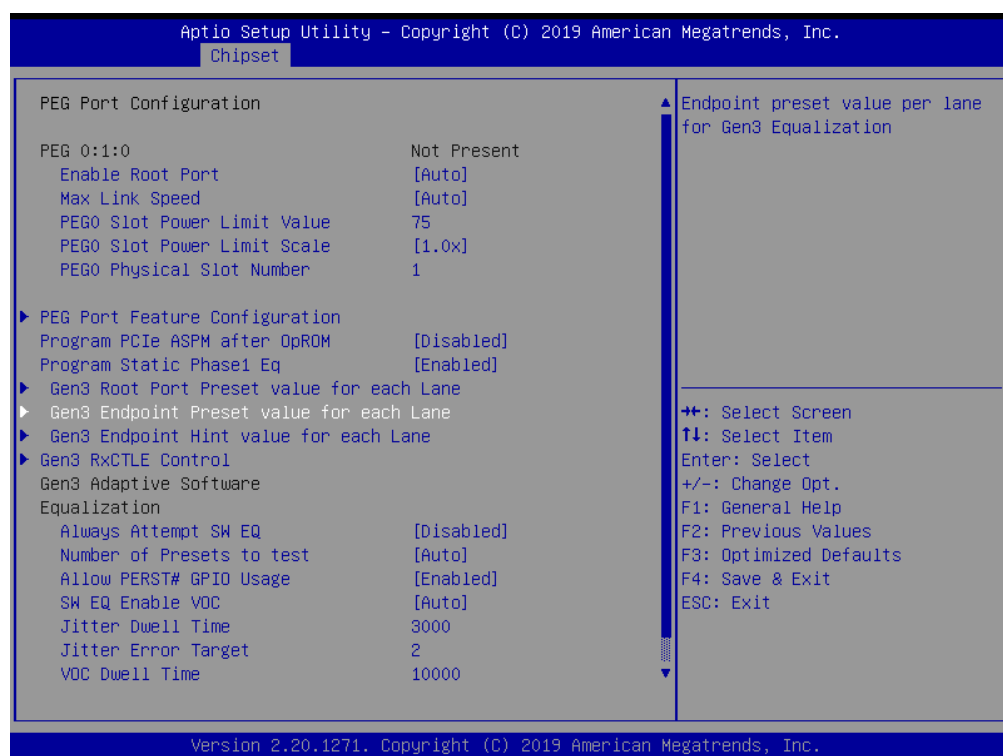 Aptio Setup Utility – Copyright (C) 2019 American Megatrends, Inc.
Chipset
PEG Port Configuration
PEG 0:1:0 Not Present
Enable Root Port [Auto]
Max Link Speed [Auto]
PEG0 Slot Power Limit Value 75
PEG0 Slot Power Limit Scale [1.0x]
PEG0 Physical Slot Number 1
PEG Port Feature Configuration
Program PCIe ASPM after OpROM [Disabled]
Program Static Phase1 Eq [Enabled]
Gen3 Root Port Preset value for each Lane
Gen3 Endpoint Preset value for each Lane
Gen3 Endpoint Hint value for each Lane
Gen3 RxCTLE Control
Gen3 Adaptive Software
Equalization
Always Attempt SW EQ [Disabled]
Number of Presets to test [Auto]
Allow PERST# GPIO Usage [Enabled]
SW EQ Enable VOC [Auto]
Jitter Dwell Time 3000
Jitter Error Target 2
VOC Dwell Time 10000
Endpoint preset value per lane
for Gen3 Equalization
→←: Select Screen
↑↓: Select Item
Enter: Select
+/-: Change Opt.
F1: General Help
F2: Previous Values
F3: Optimized Defaults
F4: Save & Exit
ESC: Exit
Version 2.20.1271. Copyright (C) 2019 American Megatrends, Inc.